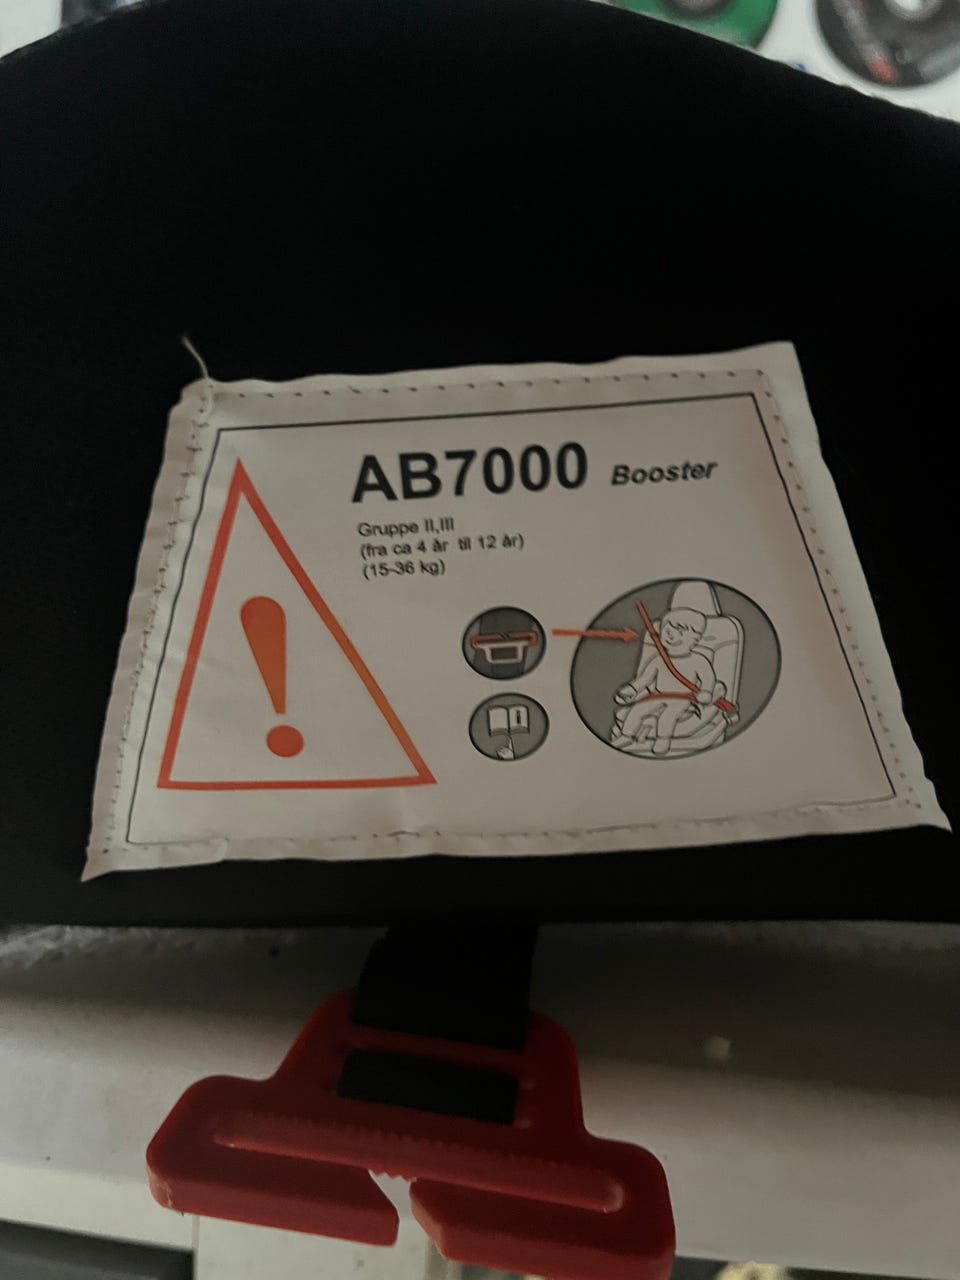 AB7000 Booster
Gruppe II,III
(fra ca 4 år til 12 år)
(15-36 kg)